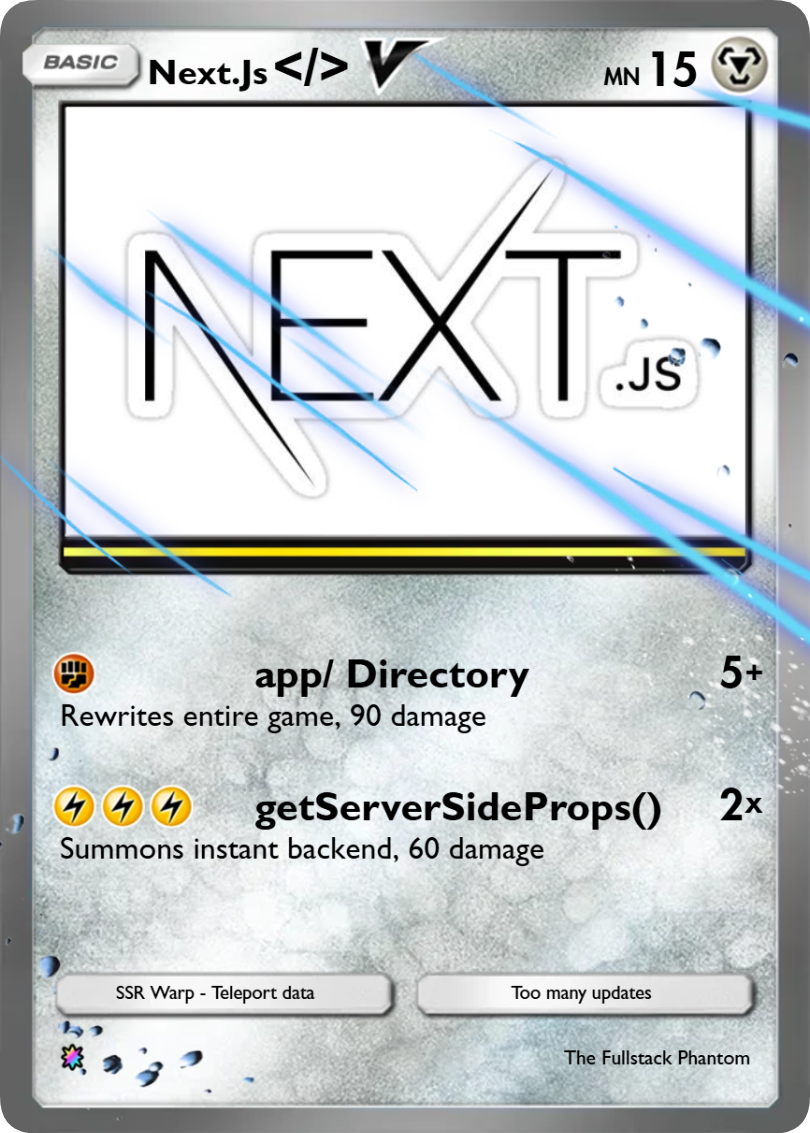 BASIC
Next.Js </> V
MN 15
NEXT
.JS
app/ Directory 5+
Rewrites entire game, 90 damage
getServerSideProps() 2x
Summons instant backend, 60 damage
SSR Warp - Teleport data
Too many updates
The Fullstack Phantom